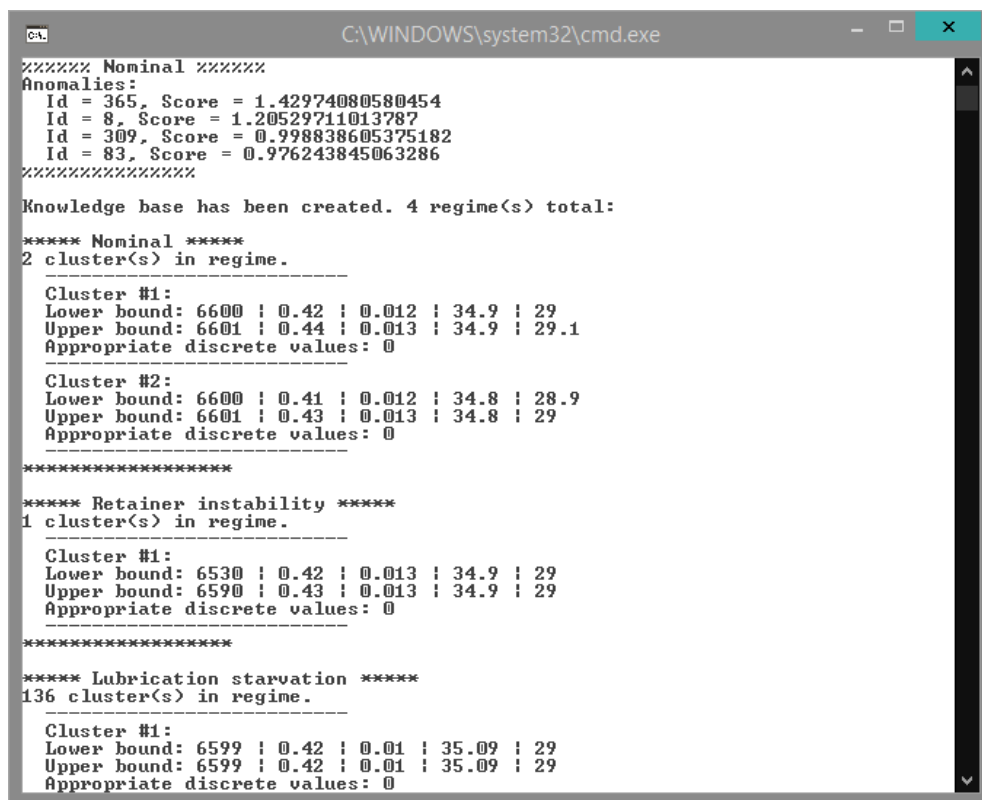 C:\WINDOWS\system32\cmd.exe
%%%%%% Nominal %%%%%%
Anomalies:
Id = 365, Score = 1.42974080580454
Id = 8, Score = 1.20529711013787
Id = 309, Score = 0.998838605375182
Id = 83, Score = 0.976243845063286
%%%%%%%%%%%%%%%
Knowledge base has been created. 4 regime(s) total:
***** Nominal *****
2 cluster(s) in regime.
--------------------------
Cluster #1:
Lower bound: 6600 | 0.42 | 0.012 | 34.9 | 29
Upper bound: 6601 | 0.44 | 0.013 | 34.9 | 29.1
Appropriate discrete values: 0
--------------------------
Cluster #2:
Lower bound: 6600 | 0.41 | 0.012 | 34.8 | 28.9
Upper bound: 6601 | 0.43 | 0.013 | 34.8 | 29
Appropriate discrete values: 0
--------------------------
******************
***** Retainer instability *****
1 cluster(s) in regime.
--------------------------
Cluster #1:
Lower bound: 6530 | 0.42 | 0.013 | 34.9 | 29
Upper bound: 6590 | 0.43 | 0.013 | 34.9 | 29
Appropriate discrete values: 0
--------------------------
******************
***** Lubrication starvation *****
136 cluster(s) in regime.
--------------------------
Cluster #1:
Lower bound: 6599 | 0.42 | 0.01 | 35.09 | 29
Upper bound: 6599 | 0.42 | 0.01 | 35.09 | 29
Appropriate discrete values: 0